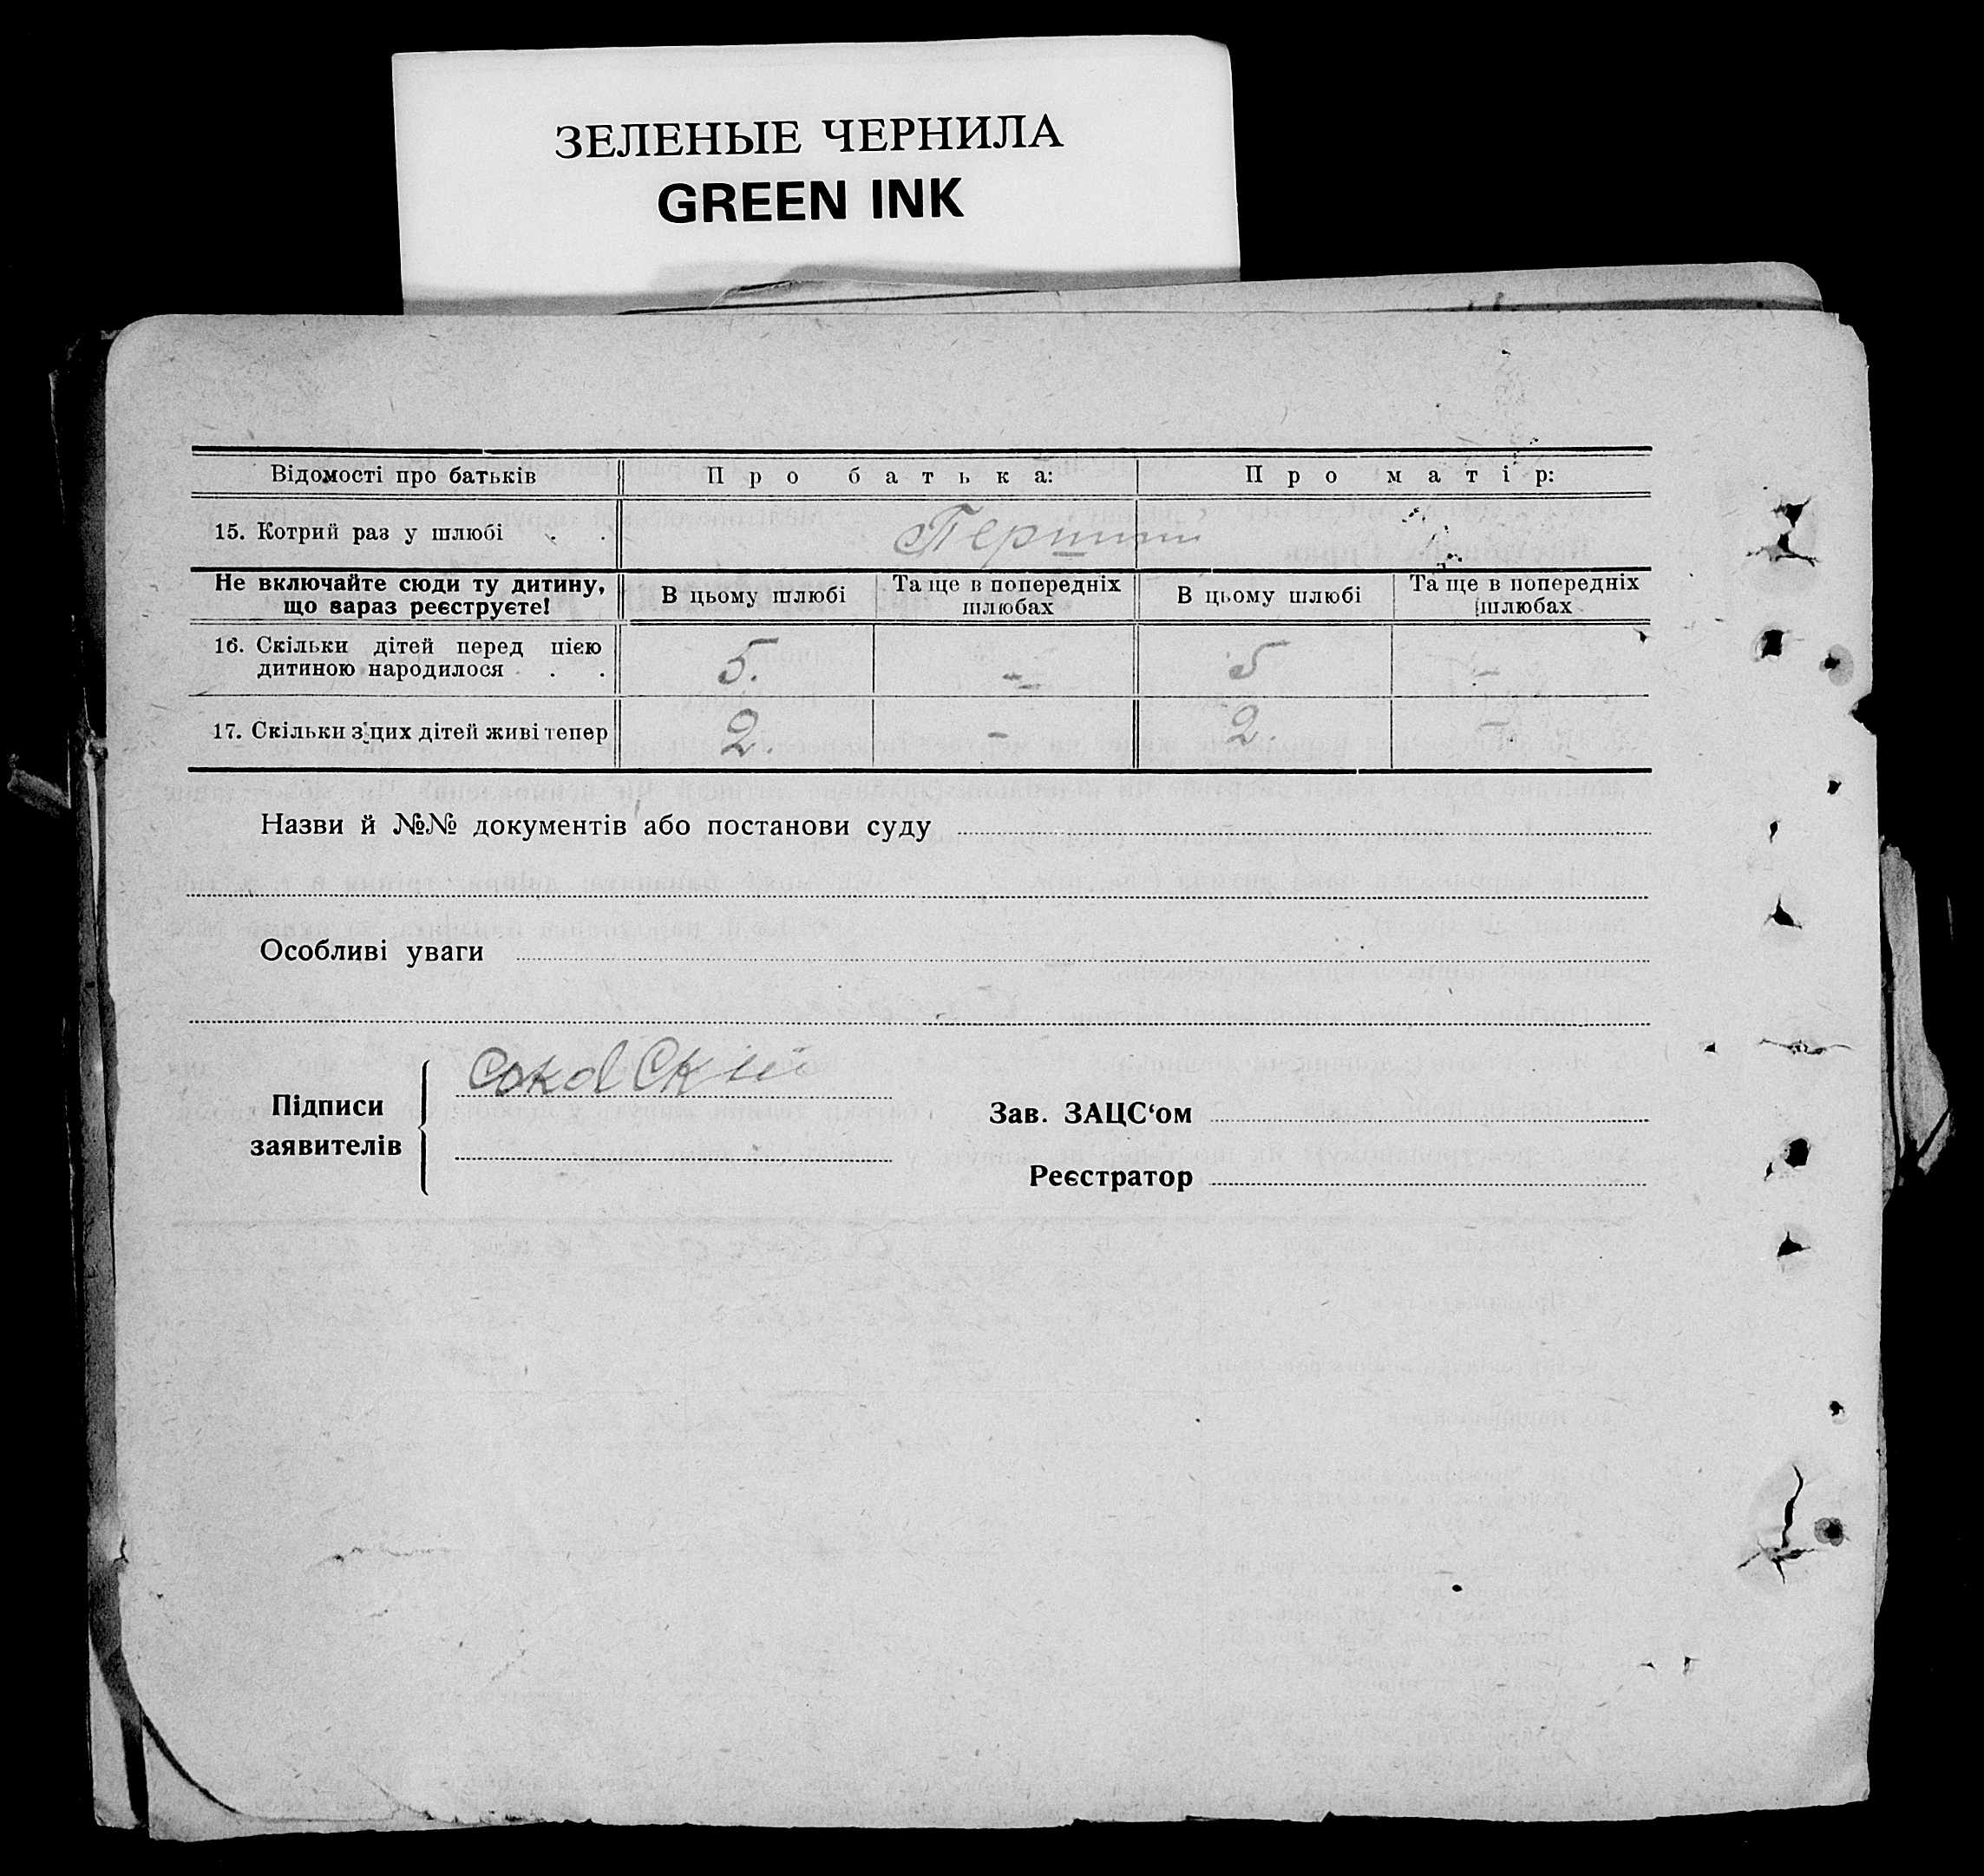 ЗЕЛЕНЫЕ ЧЕРНИЛА
GREEN INK
Відомості про батьків Про батька: Про матір:
15. Котрий раз у шлюбі . .
Не включайте сюди ту дитину, що зараз реєструєте! В цьому шлюбі Та ще в попередніх шлюбах В цьому шлюбі Та ще в попередніх шлюбах
16. Скільки дітей перед цією
дитиною народилося . . 5. - 5 -
17. Скільки з цих дітей живі тепер 2. - 2. -
Назви й №№ документів або постанови суду
Особливі уваги
Підписи
заявителів
Зав. ЗАЦС‘ом
Реєстратор